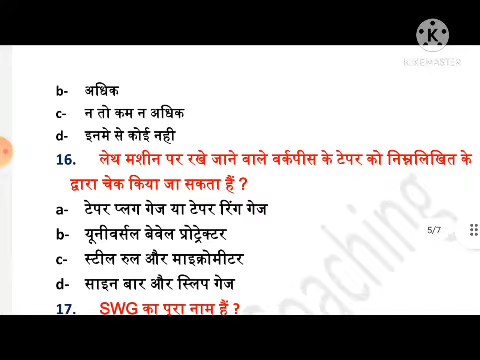 K
KINEMASTER
b- अधिक
c- न तो कम न अधिक
d- इनमे से कोई नही
16. लेथ मशीन पर रखे जाने वाले वर्कपीस के टेपर को निम्नलिखित के
द्वारा चेक किया जा सकता हैं ?
a- टेपर प्लग गेज या टेपर रिंग गेज
b- यूनीवर्सल बेवेल प्रोट्रेक्टर
5/7
c- स्टील रुल और माइक्रोमीटर
d- साइन बार और स्लिप गेज
17. SWG का पूरा नाम हैं ?
Coaching